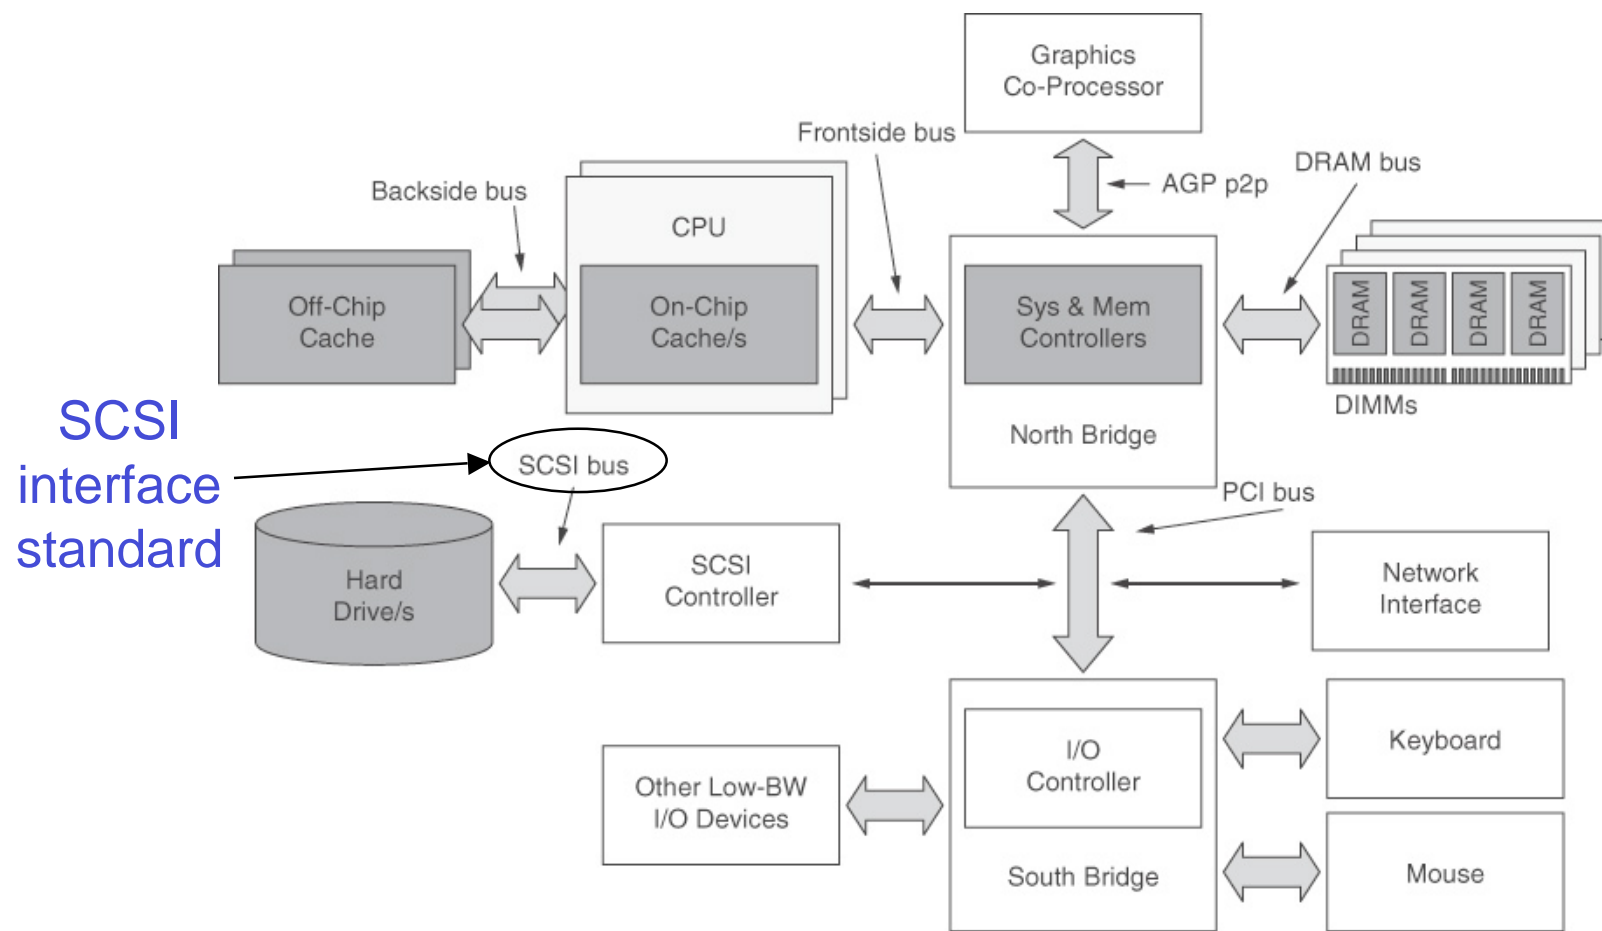 Graphics
Co-Processor
Frontside bus
AGP p2p
DRAM bus
Backside bus
CPU
Off-Chip
Cache
On-Chip
Cache/s
Sys & Mem
Controllers
North Bridge
DRAM
DRAM
DRAM
DRAM
DIMMs
SCSI
interface
standard
SCSI bus
PCI bus
Hard
Drive/s
SCSI
Controller
Network
Interface
Other Low-BW
I/O Devices
I/O
Controller
South Bridge
Keyboard
Mouse